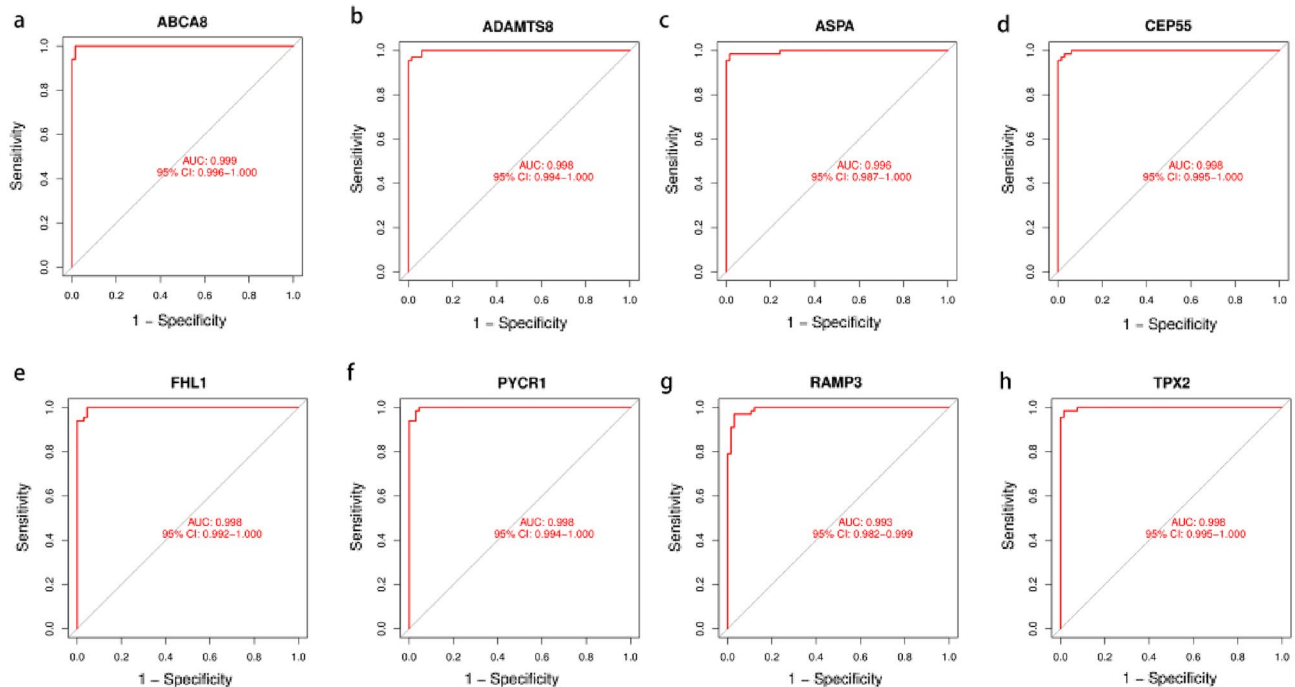 a
ABCA8
Sensitivity
1.0
0.8
0.6
0.4
0.2
0.0
AUC: 0.999
95% CI: 0.996–1.000
0.0 0.2 0.4 0.6 0.8 1.0
1 – Specificity
b
ADAMTS8
Sensitivity
1.0
0.8
0.6
0.4
0.2
0.0
AUC: 0.998
95% CI: 0.994–1.000
0.0 0.2 0.4 0.6 0.8 1.0
1 – Specificity
c
ASPA
Sensitivity
1.0
0.8
0.6
0.4
0.2
0.0
AUC: 0.996
95% CI: 0.987–1.000
0.0 0.2 0.4 0.6 0.8 1.0
1 – Specificity
d
CEP55
Sensitivity
1.0
0.8
0.6
0.4
0.2
0.0
AUC: 0.998
95% CI: 0.995–1.000
0.0 0.2 0.4 0.6 0.8 1.0
1 – Specificity
e
FHL1
Sensitivity
1.0
0.8
0.6
0.4
0.2
0.0
AUC: 0.998
95% CI: 0.992–1.000
0.0 0.2 0.4 0.6 0.8 1.0
1 – Specificity
f
PYCR1
Sensitivity
1.0
0.8
0.6
0.4
0.2
0.0
AUC: 0.998
95% CI: 0.994–1.000
0.0 0.2 0.4 0.6 0.8 1.0
1 – Specificity
g
RAMP3
Sensitivity
1.0
0.8
0.6
0.4
0.2
0.0
AUC: 0.993
95% CI: 0.982–0.999
0.0 0.2 0.4 0.6 0.8 1.0
1 – Specificity
h
TPX2
Sensitivity
1.0
0.8
0.6
0.4
0.2
0.0
AUC: 0.998
95% CI: 0.995–1.000
0.0 0.2 0.4 0.6 0.8 1.0
1 – Specificity